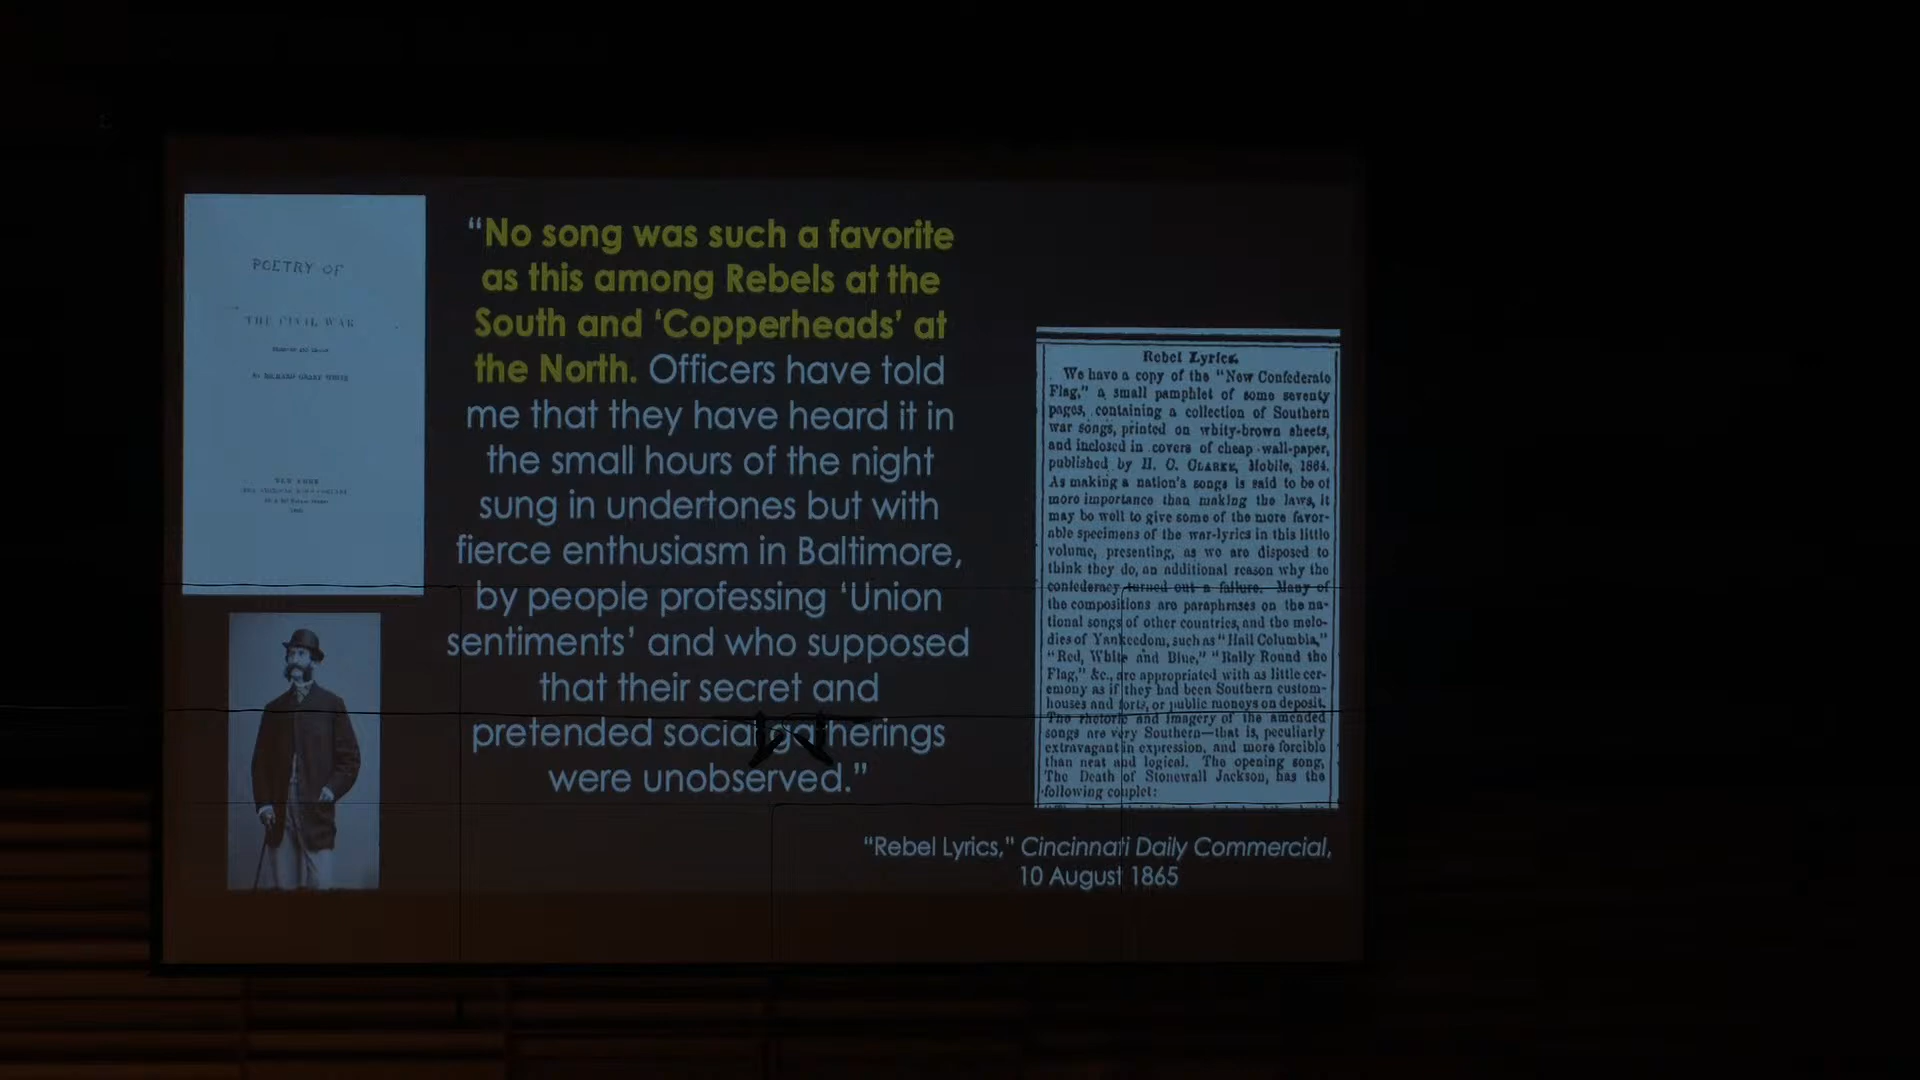 POETRY OF
THE CIVIL WAR
BY RICHARD GRANT WHITE
NEW YORK
“No song was such a favorite
as this among Rebels at the
South and ‘Copperheads’ at
the North. Officers have told
me that they have heard it in
the small hours of the night
sung in undertones but with
fierce enthusiasm in Baltimore,
by people professing ‘Union
sentiments’ and who supposed
that their secret and
pretended social gatherings
were unobserved.”
Rebel Lyrics.
We have a copy of the “New Confederate
Flag,” a small pamphlet of some seventy
pages, containing a collection of Southern
war songs, printed on whity-brown sheets,
and inclosed in covers of cheap wall-paper,
published by H. C. CLARKE, Mobile, 1864.
As making a nation's songs is said to be of
more importance than making the laws, it
may be well to give some of the more favor-
able specimens of the war-lyrics in this little
volume, presenting, as we are disposed to
think they do, an additional reason why the
confederacy turned out a failure. Many of
the compositions are paraphrases on the na-
tional songs of other countries, and the melo-
dies of Yankeedom, such as “Hail Columbia,”
“Red, White and Blue,” “Rally Round the
Flag,” &c., are appropriated with as little cer-
emony as if they had been Southern custom-
houses and forts, or public moneys on deposit.
The rhetoric and imagery of the amended
songs are very Southern—that is, peculiarly
extravagant in expression, and more forcible
than neat and logical. The opening song,
The Death of Stonewall Jackson, has the
following couplet:
“Rebel Lyrics,” Cincinnati Daily Commercial,
10 August 1865